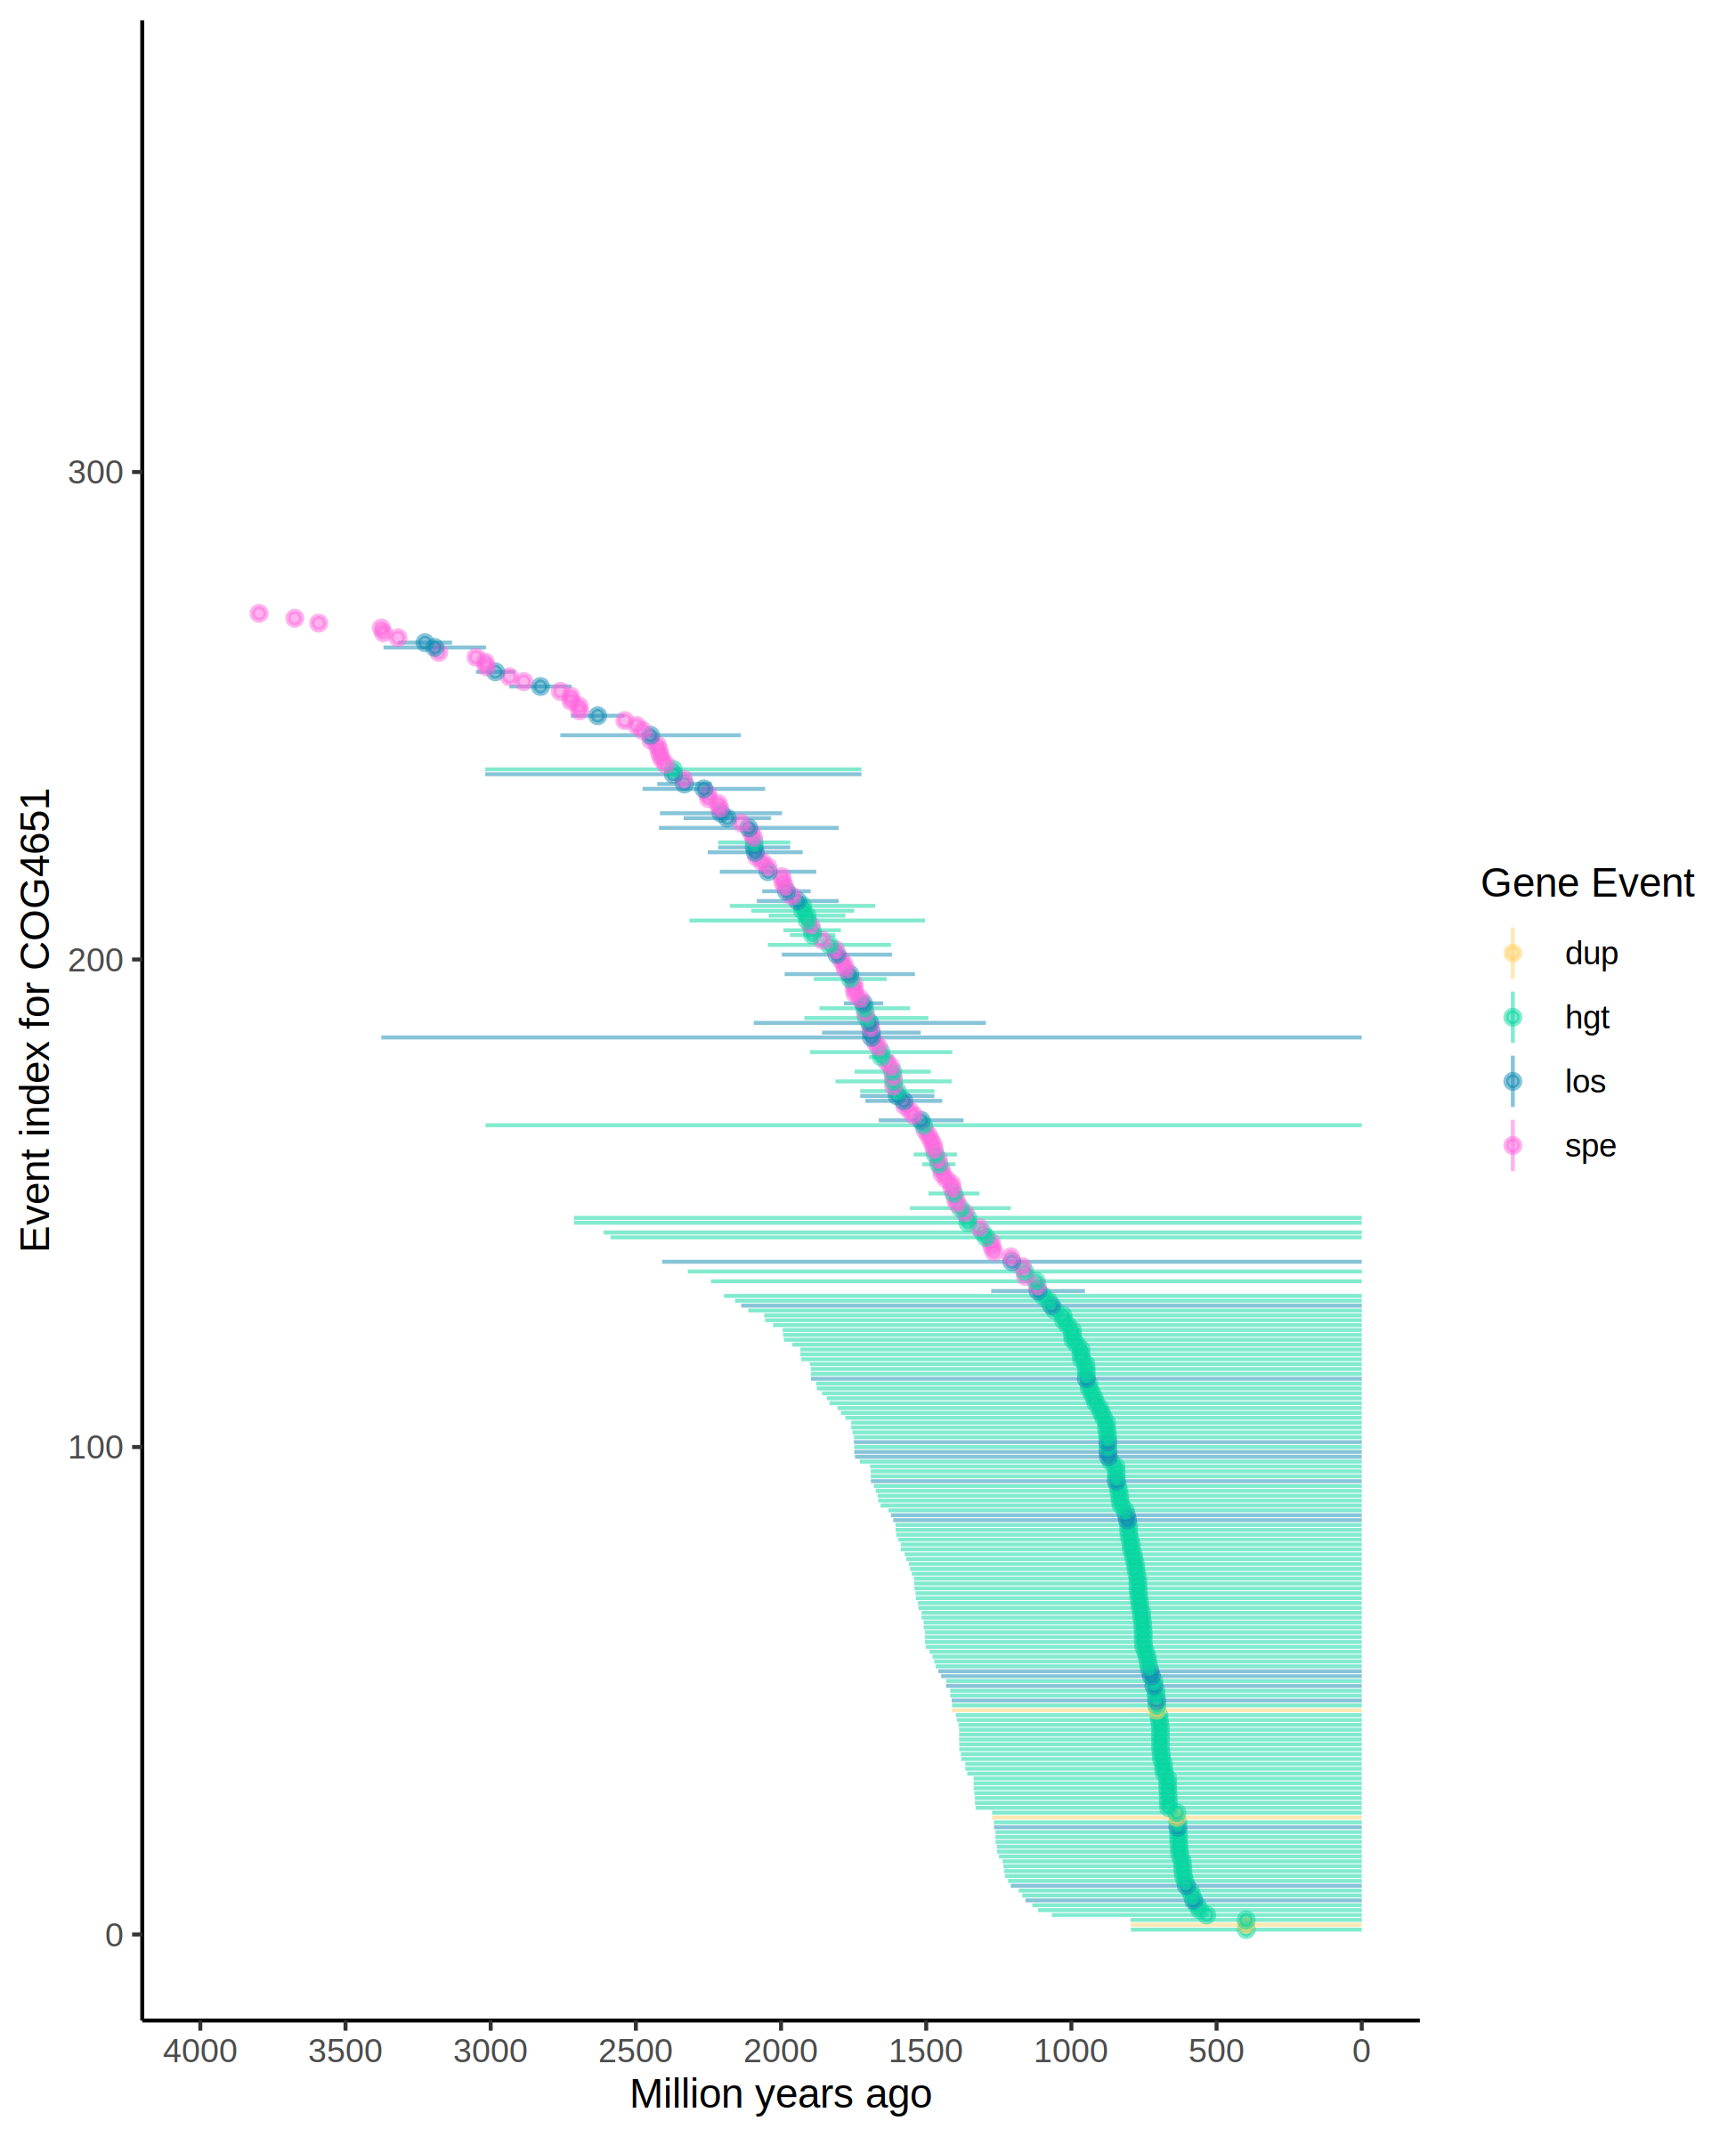 Event index for COG4651
300
200
100
0
4000 3500 3000 2500 2000 1500 1000 500 0
Million years ago
Gene Event
dup
hgt
los
spe